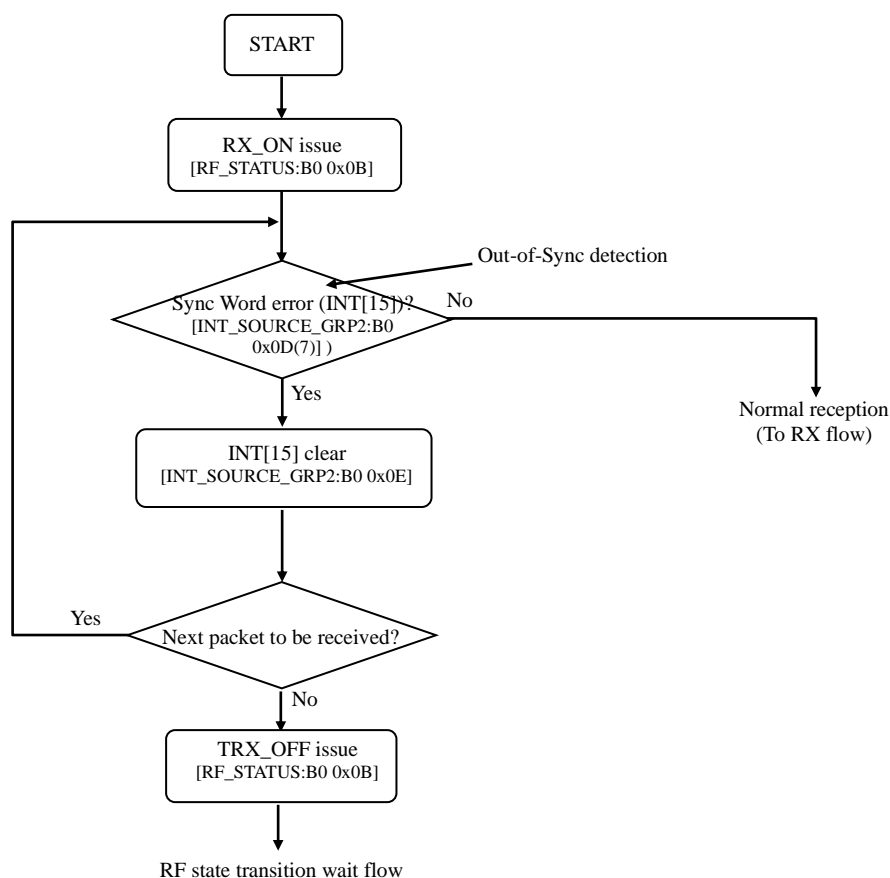 START
RX_ON issue
[RF_STATUS:B0 0x0B]
Out-of-Sync detection
Sync Word error (INT[15])?
[INT_SOURCE_GRP2:B0
0x0D(7)] )
No
Yes
Normal reception
(To RX flow)
INT[15] clear
[INT_SOURCE_GRP2:B0 0x0E]
Yes
Next packet to be received?
No
TRX_OFF issue
[RF_STATUS:B0 0x0B]
RF state transition wait flow